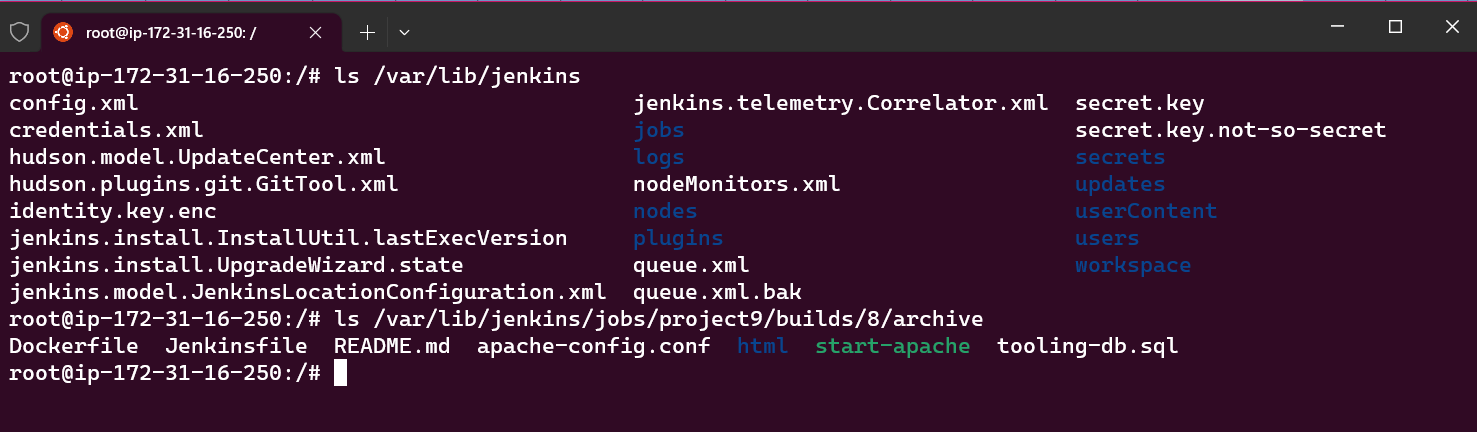 root@ip-172-31-16-250: /
root@ip-172-31-16-250:/# ls /var/lib/jenkins
config.xml jenkins.telemetry.Correlator.xml secret.key
credentials.xml jobs secret.key.not-so-secret
hudson.model.UpdateCenter.xml logs secrets
hudson.plugins.git.GitTool.xml nodeMonitors.xml updates
identity.key.enc nodes userContent
jenkins.install.InstallUtil.lastExecVersion plugins users
jenkins.install.UpgradeWizard.state queue.xml workspace
jenkins.model.JenkinsLocationConfiguration.xml queue.xml.bak
root@ip-172-31-16-250:/# ls /var/lib/jenkins/jobs/project9/builds/8/archive
Dockerfile Jenkinsfile README.md apache-config.conf html start-apache tooling-db.sql
root@ip-172-31-16-250:/#